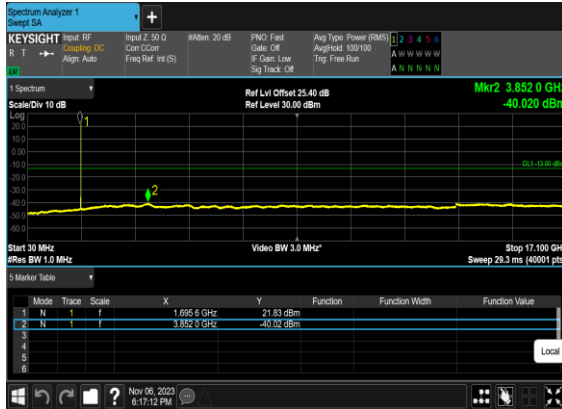 Spectrum Analyzer 1
Swept SA
+
KEYSIGHT Input: RF Input Z: 50 Ω #Atten: 20 dB PNO: Fast Avg Type: Power (RMS) 1 2 3 4 5 6
R T Coupling: DC Corr CCorr Gate: Off Avg|Hold: 100/100 A W W W W W
Align: Auto Freq Ref: Int (S) IF Gain: Low Trig: Free Run
LU Sig Track: Off A N N N N N
1 Spectrum Ref Lvl Offset 25.40 dB Mkr2 3.852 0 GHz
Scale/Div 10 dB Ref Level 30.00 dBm -40.020 dBm
Log
1
20.0
10.0
0.00
-10.0 DL1 -13.00 dBm
-20.0
-30.0
2
-40.0
-50.0
-60.0
Start 30 MHz Video BW 3.0 MHz* Stop 17.100 GHz
#Res BW 1.0 MHz Sweep 29.3 ms (40001 pts)
5 Marker Table
Mode Trace Scale X Y Function Function Width Function Value
1 N 1 f 1.695 6 GHz 21.83 dBm
2 N 1 f 3.852 0 GHz -40.02 dBm
3
4
5
6
Local
? Nov 06, 2023
6:17:12 PM